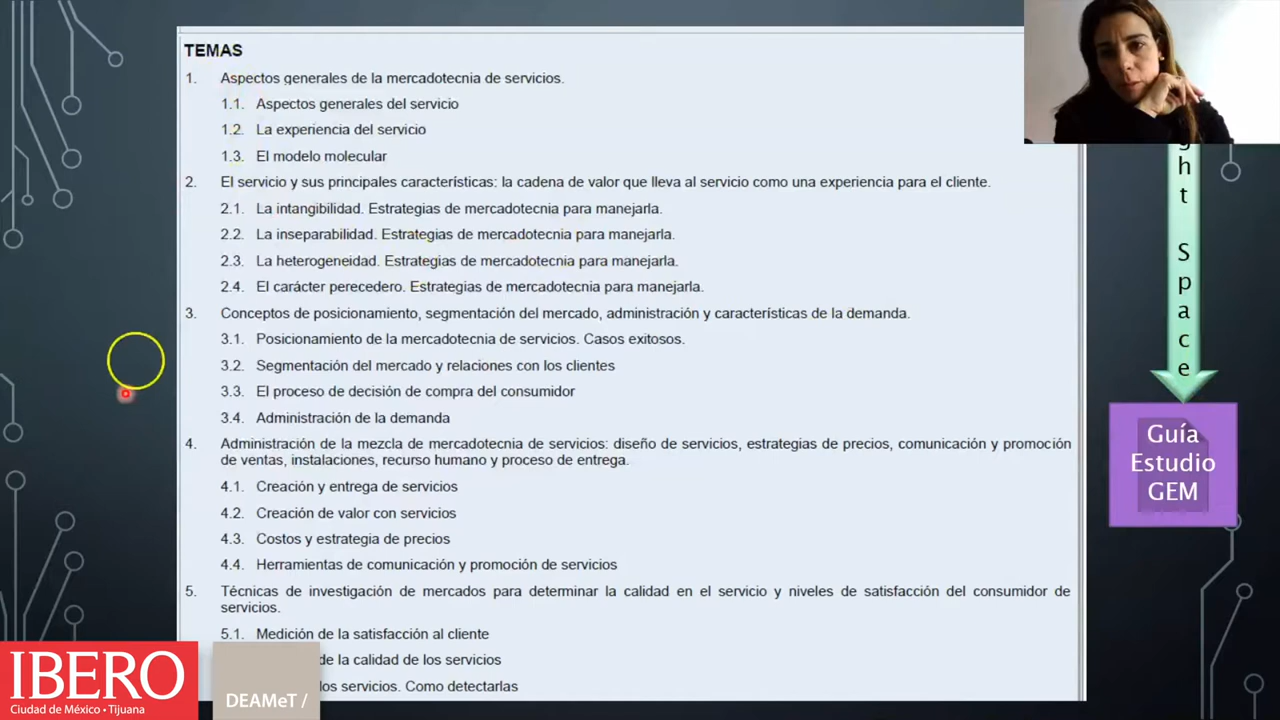 TEMAS
1. Aspectos generales de la mercadotecnia de servicios.
1.1. Aspectos generales del servicio
1.2. La experiencia del servicio
1.3. El modelo molecular
2. El servicio y sus principales características: la cadena de valor que lleva al servicio como una experiencia para el cliente.
2.1. La intangibilidad. Estrategias de mercadotecnia para manejarla.
2.2. La inseparabilidad. Estrategias de mercadotecnia para manejarla.
2.3. La heterogeneidad. Estrategias de mercadotecnia para manejarla.
2.4. El carácter perecedero. Estrategias de mercadotecnia para manejarla.
3. Conceptos de posicionamiento, segmentación del mercado, administración y características de la demanda.
3.1. Posicionamiento de la mercadotecnia de servicios. Casos exitosos.
3.2. Segmentación del mercado y relaciones con los clientes
3.3. El proceso de decisión de compra del consumidor
3.4. Administración de la demanda
4. Administración de la mezcla de mercadotecnia de servicios: diseño de servicios, estrategias de precios, comunicación y promoción
de ventas, instalaciones, recurso humano y proceso de entrega.
4.1. Creación y entrega de servicios
4.2. Creación de valor con servicios
4.3. Costos y estrategia de precios
4.4. Herramientas de comunicación y promoción de servicios
5. Técnicas de investigación de mercados para determinar la calidad en el servicio y niveles de satisfacción del consumidor de
servicios.
5.1. Medición de la satisfacción al cliente
de la calidad de los servicios
los servicios. Como detectarlas
ght Space
Guía
Estudio
GEM
IBERO
Ciudad de México • Tijuana
DEAMeT /